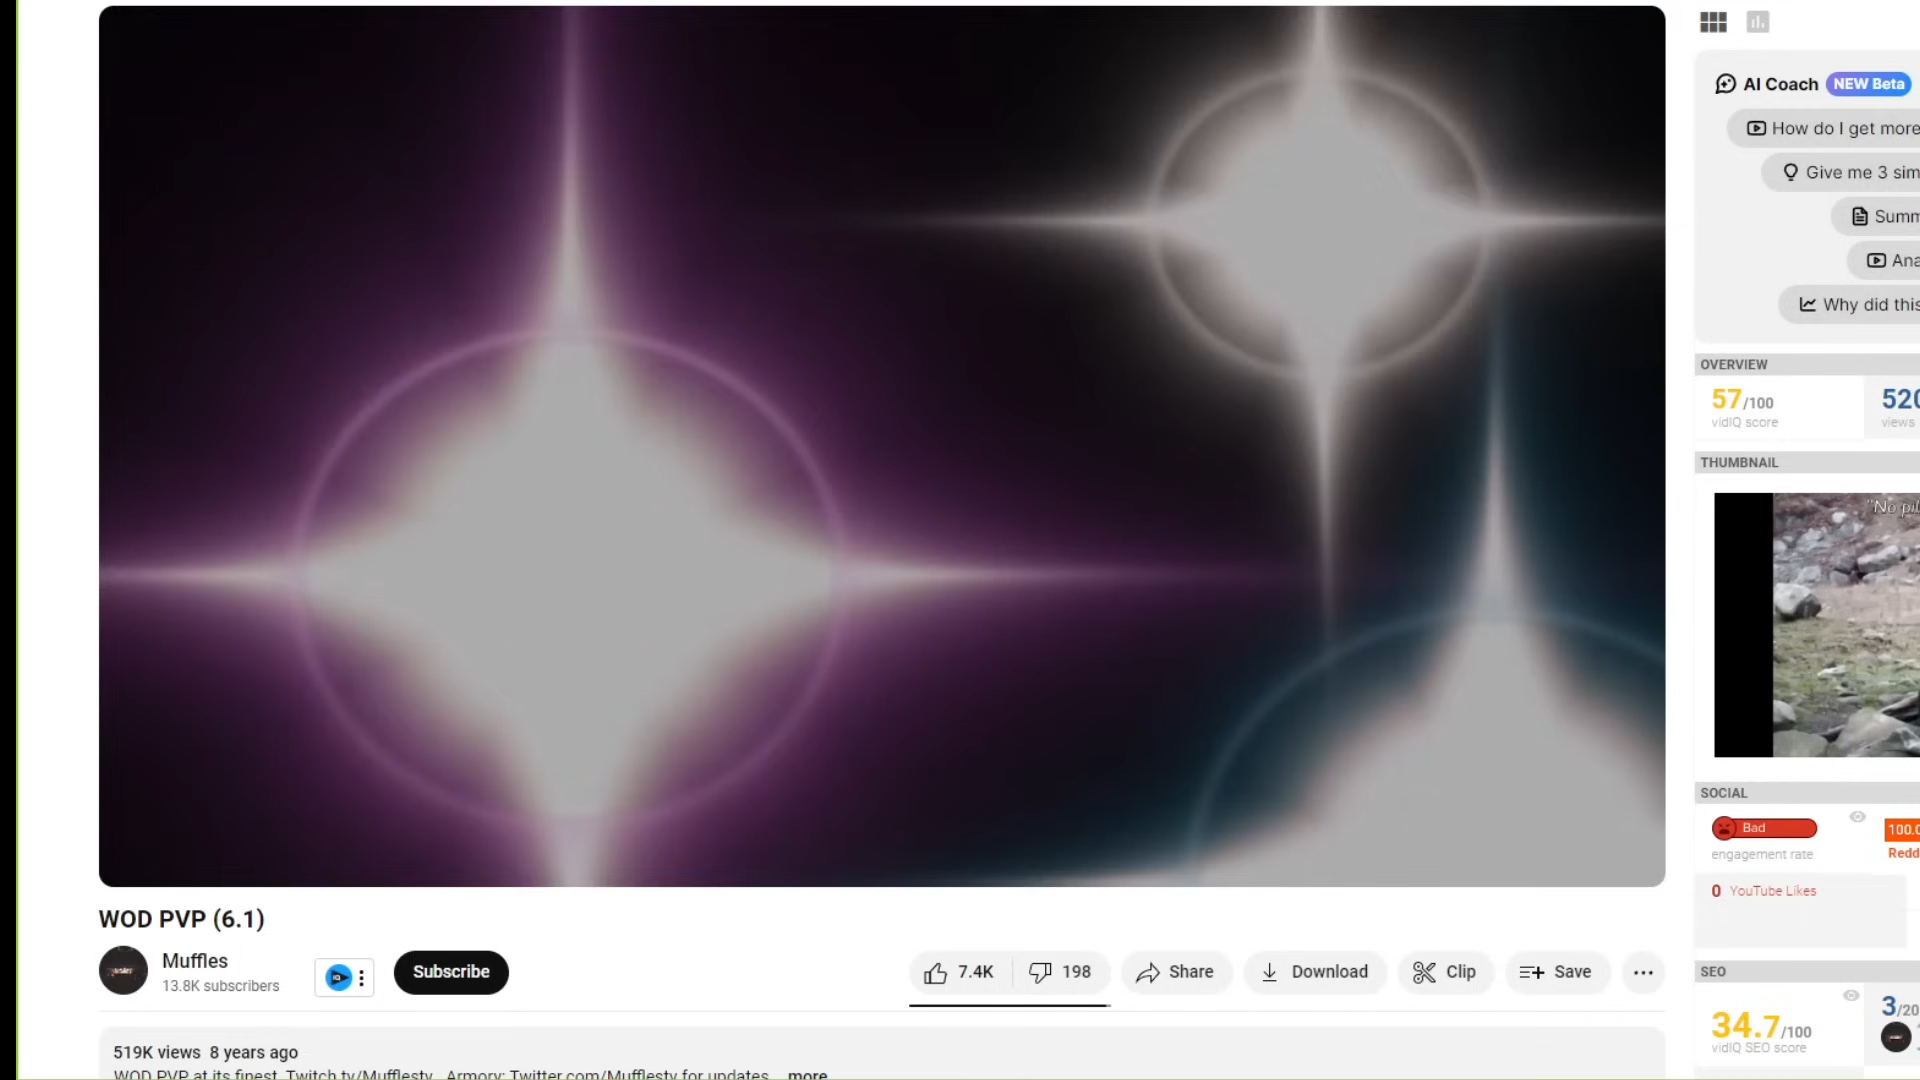 AI Coach NEW Beta
How do I get more
Give me 3 sim
Summ
Ana
Why did this
OVERVIEW
57/100
vidIQ score
520
views
THUMBNAIL
"No pil
SOCIAL
Bad
engagement rate
100.0
Redd
0 YouTube Likes
SEO
34.7/100
vidIQ SEO score
3/20
WOD PVP (6.1)
Muffles
13.8K subscribers
Subscribe
7.4K
198
Share
Download
Clip
Save
519K views 8 years ago
WOD PVP at its finest. Twitch.tv/Mufflestv Armory: Twitter.com/Mufflestv for updates ...more